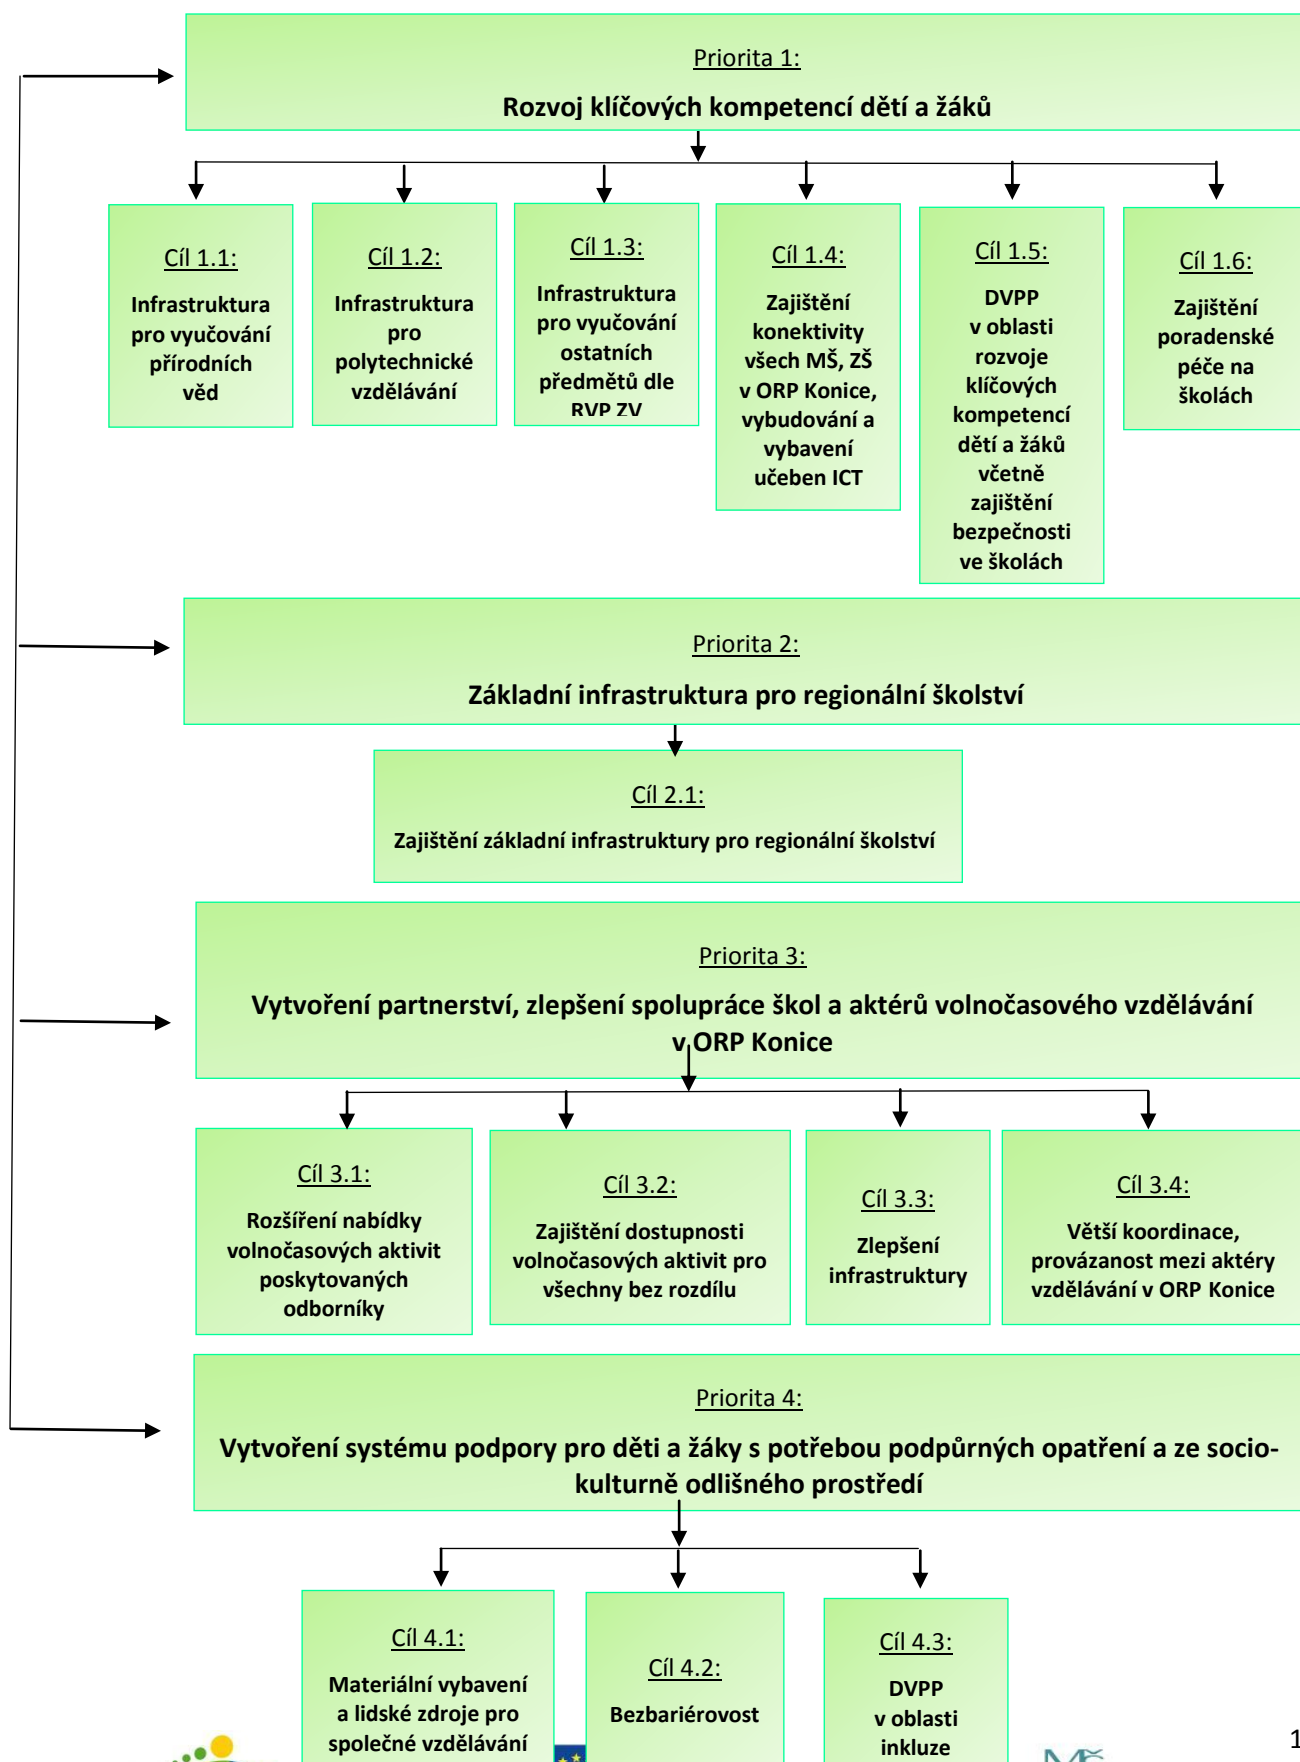 Priorita 1:
Rozvoj klíčových kompetencí dětí a žáků
Cíl 1.1:
Infrastruktura
pro vyučování
přírodních
věd
Cíl 1.2:
Infrastruktura
pro
polytechnické
vzdělávání
Cíl 1.3:
Infrastruktura
pro vyučování
ostatních
předmětů dle
RVP ZV
Cíl 1.4:
Zajištění
konektivity
všech MŠ, ZŠ
v ORP Konice,
vybudování a
vybavení
učeben ICT
Cíl 1.5:
DVPP
v oblasti
rozvoje
klíčových
kompetencí
dětí a žáků
včetně
zajištění
bezpečnosti
ve školách
Cíl 1.6:
Zajištění
poradenské
péče na
školách
Priorita 2:
Základní infrastruktura pro regionální školství
Cíl 2.1:
Zajištění základní infrastruktury pro regionální školství
Priorita 3:
Vytvoření partnerství, zlepšení spolupráce škol a aktérů volnočasového vzdělávání
v ORP Konice
Cíl 3.1:
Rozšíření nabídky
volnočasových aktivit
poskytovaných
odborníky
Cíl 3.2:
Zajištění dostupnosti
volnočasových aktivit pro
všechny bez rozdílu
Cíl 3.3:
Zlepšení
infrastruktury
Cíl 3.4:
Větší koordinace,
provázanost mezi aktéry
vzdělávání v ORP Konice
Priorita 4:
Vytvoření systému podpory pro děti a žáky s potřebou podpůrných opatření a ze socio-
kulturně odlišného prostředí
Cíl 4.1:
Materiální vybavení
a lidské zdroje pro
společné vzdělávání
Cíl 4.2:
Bezbariérovost
Cíl 4.3:
DVPP
v oblasti
inkluze
1